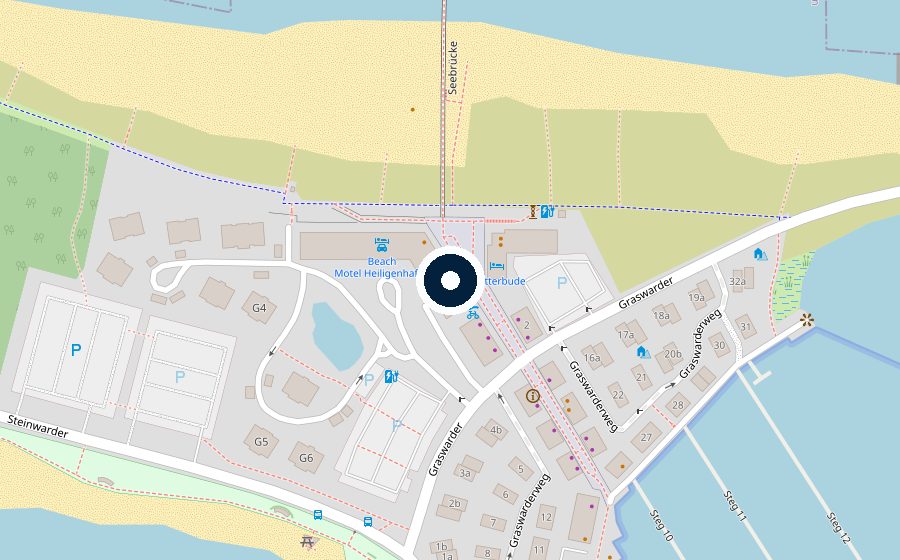 Seebrücke
Beach
Motel Heiligenhaf
tterbude
P
Graswarder
32a
19a
18a
17a
16a
2
20b
21
22
31
30
28
27
Graswarderweg
Graswarderweg
G4
P
P
P
P
G5
G6
Steinwarder
Graswarder
4b
3a
5
2b
6
7
12
1b
1a
8
11
Graswarderweg
Steg 10
Steg 11
Steg 12